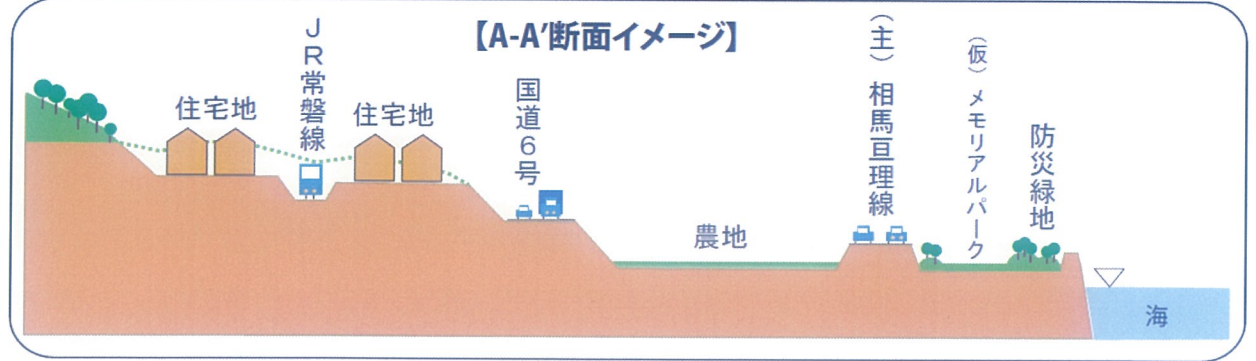 【A-A'断面イメージ】
住宅地
JR常磐線
住宅地
国道6号
農地
（主）相馬亘理線
（仮）メモリアルパーク
防災緑地
海